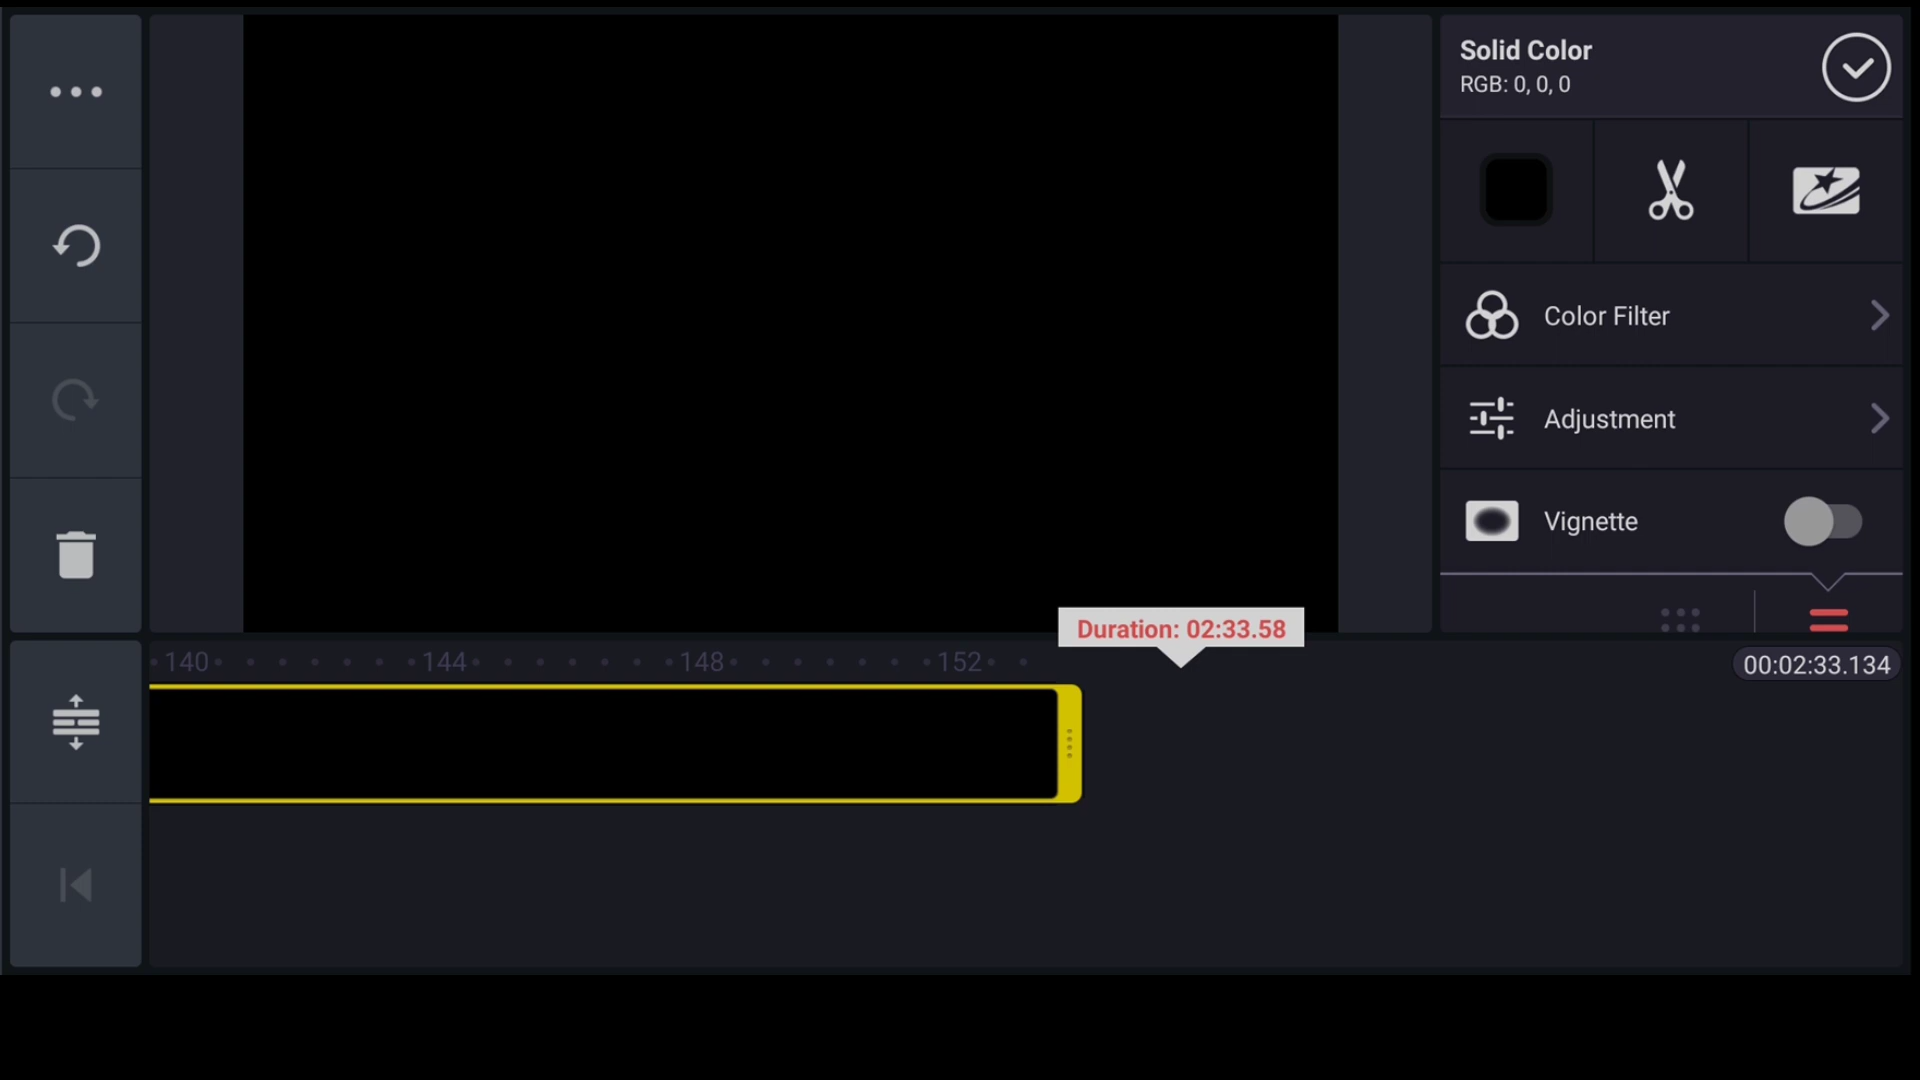 Solid Color
RGB: 0, 0, 0
Color Filter
Adjustment
Vignette
Duration: 02:33.58
140 144 148 152
00:02:33.134